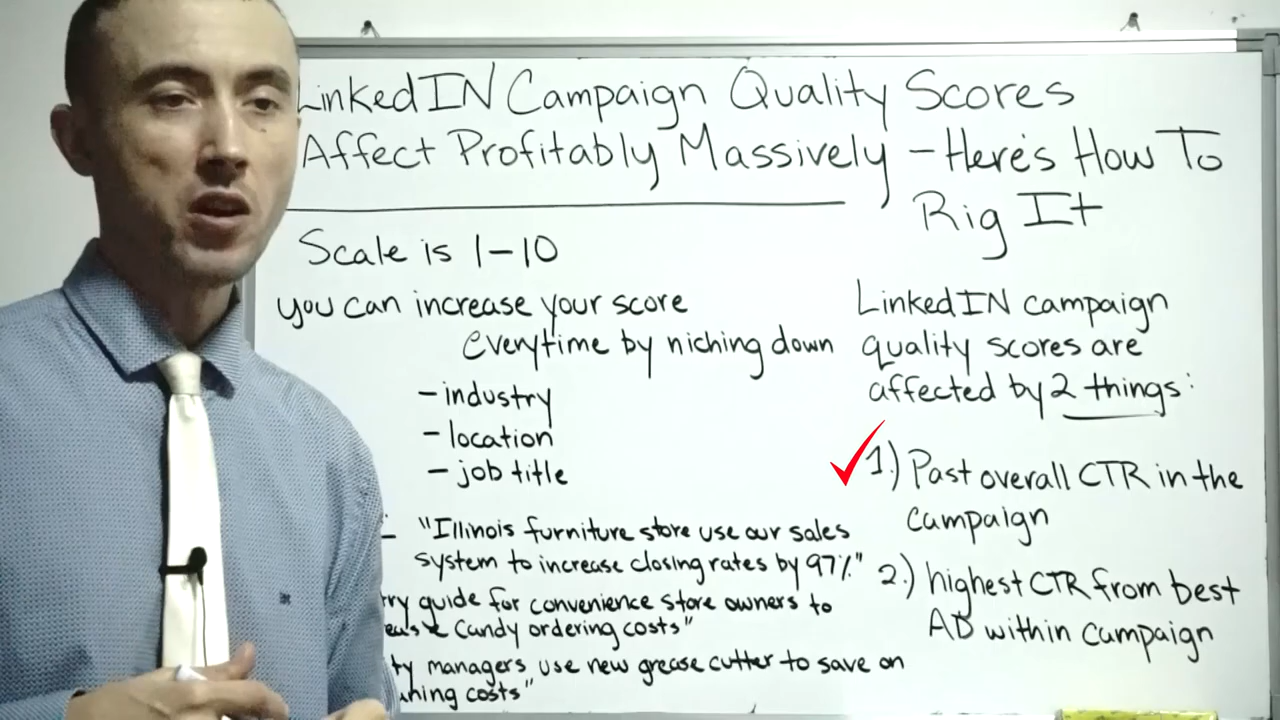 LinkedIN Campaign Quality Scores
Affect Profitably Massively - Here's How To
Rig It
Scale is 1-10
you can increase your score
everytime by niching down
- industry
- location
- job title
- "Illinois furniture store use our sales
system to increase closing rates by 97%"
guide for convenience store owners to
candy ordering costs"
managers use new grease cutter to save on
costs"
LinkedIN campaign
quality scores are
affected by 2 things:
1.) Past overall CTR in the
campaign
2.) highest CTR from best
AD within campaign